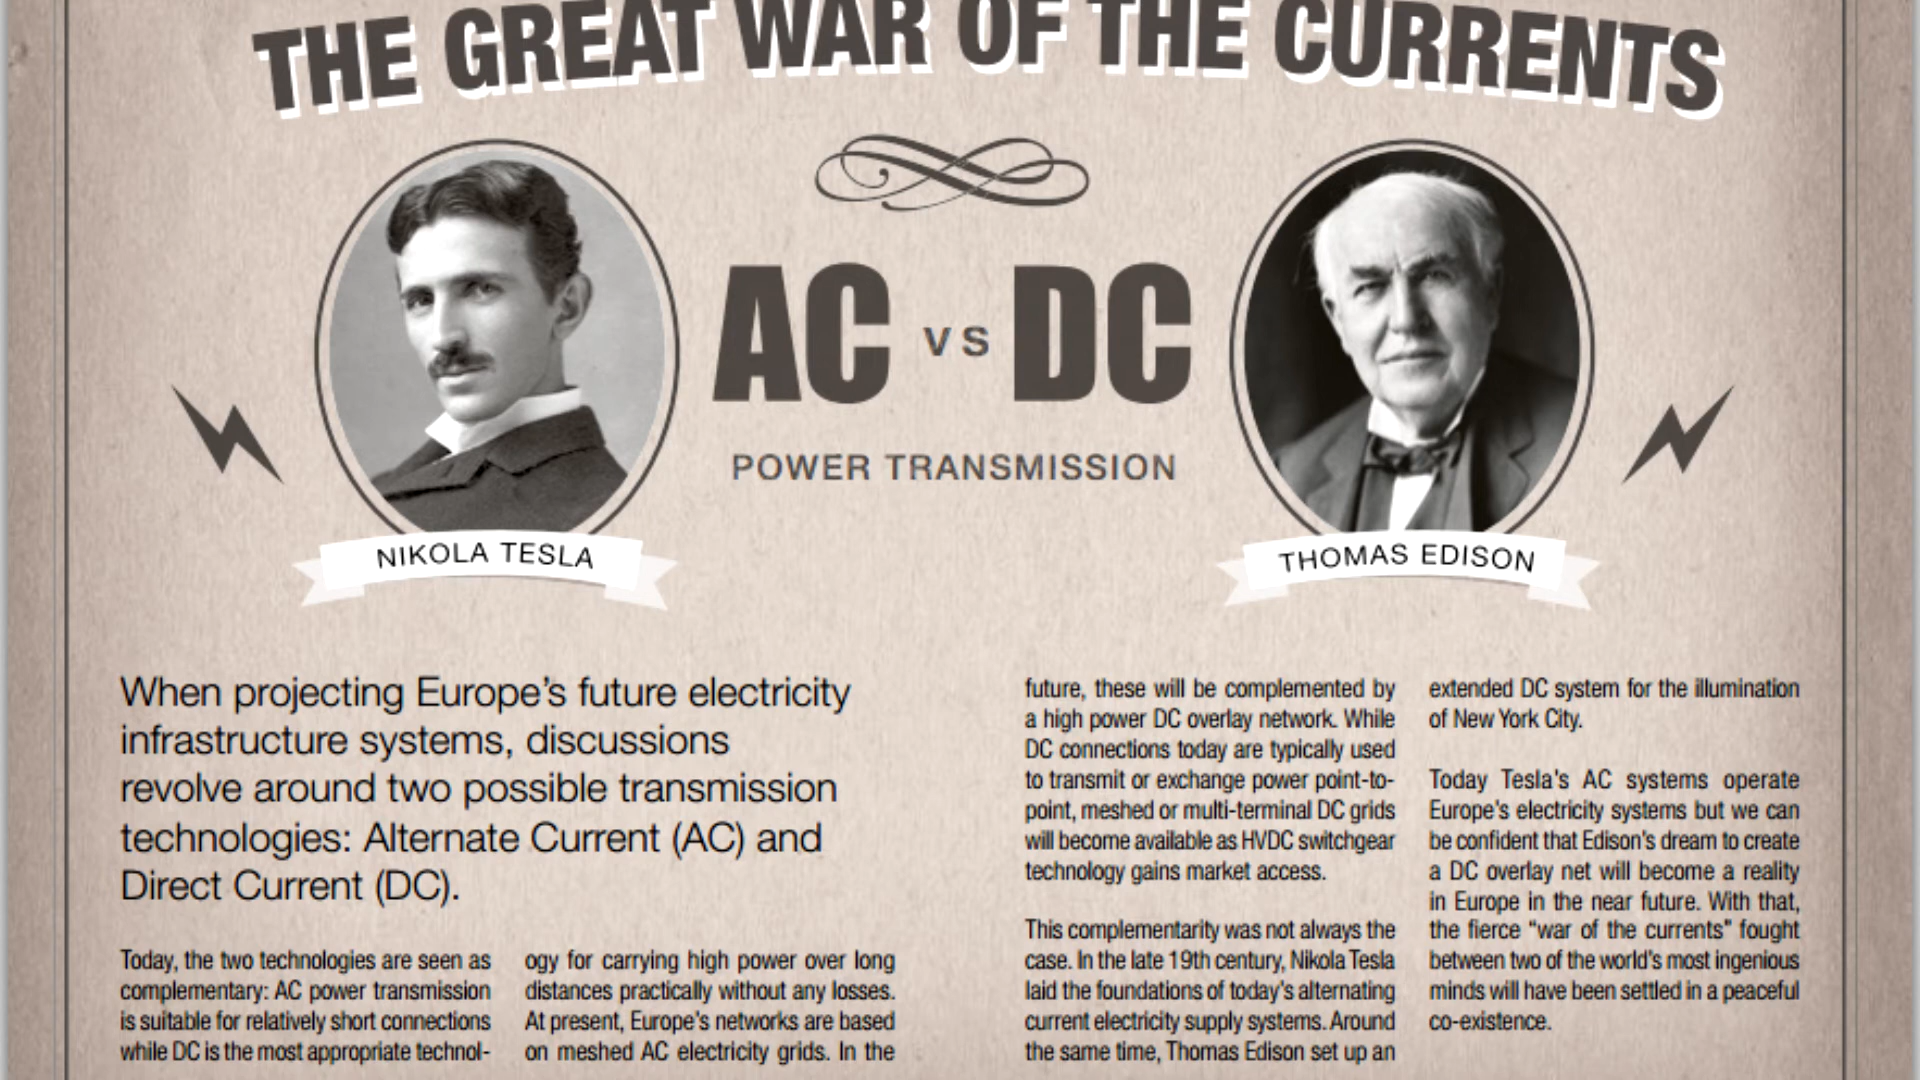 THE GREAT WAR OF THE CURRENTS
AC vs DC
POWER TRANSMISSION
NIKOLA TESLA
THOMAS EDISON
When projecting Europe's future electricity
infrastructure systems, discussions
revolve around two possible transmission
technologies: Alternate Current (AC) and
Direct Current (DC).
Today, the two technologies are seen as
complementary: AC power transmission
is suitable for relatively short connections
while DC is the most appropriate technol-
ogy for carrying high power over long
distances practically without any losses.
At present, Europe's networks are based
on meshed AC electricity grids. In the
future, these will be complemented by
a high power DC overlay network. While
DC connections today are typically used
to transmit or exchange power point-to-
point, meshed or multi-terminal DC grids
will become available as HVDC switchgear
technology gains market access.
This complementarity was not always the
case. In the late 19th century, Nikola Tesla
laid the foundations of today's alternating
current electricity supply systems. Around
the same time, Thomas Edison set up an
extended DC system for the illumination
of New York City.
Today Tesla's AC systems operate
Europe's electricity systems but we can
be confident that Edison's dream to create
a DC overlay net will become a reality
in Europe in the near future. With that,
the fierce “war of the currents” fought
between two of the world's most ingenious
minds will have been settled in a peaceful
co-existence.